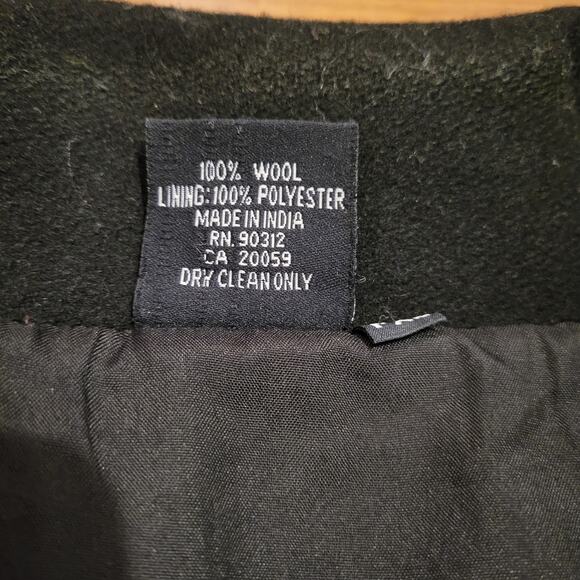 100% WOOL
LINING:100% POLYESTER
MADE IN INDIA
RN. 90312
CA 20059
DRY CLEAN ONLY